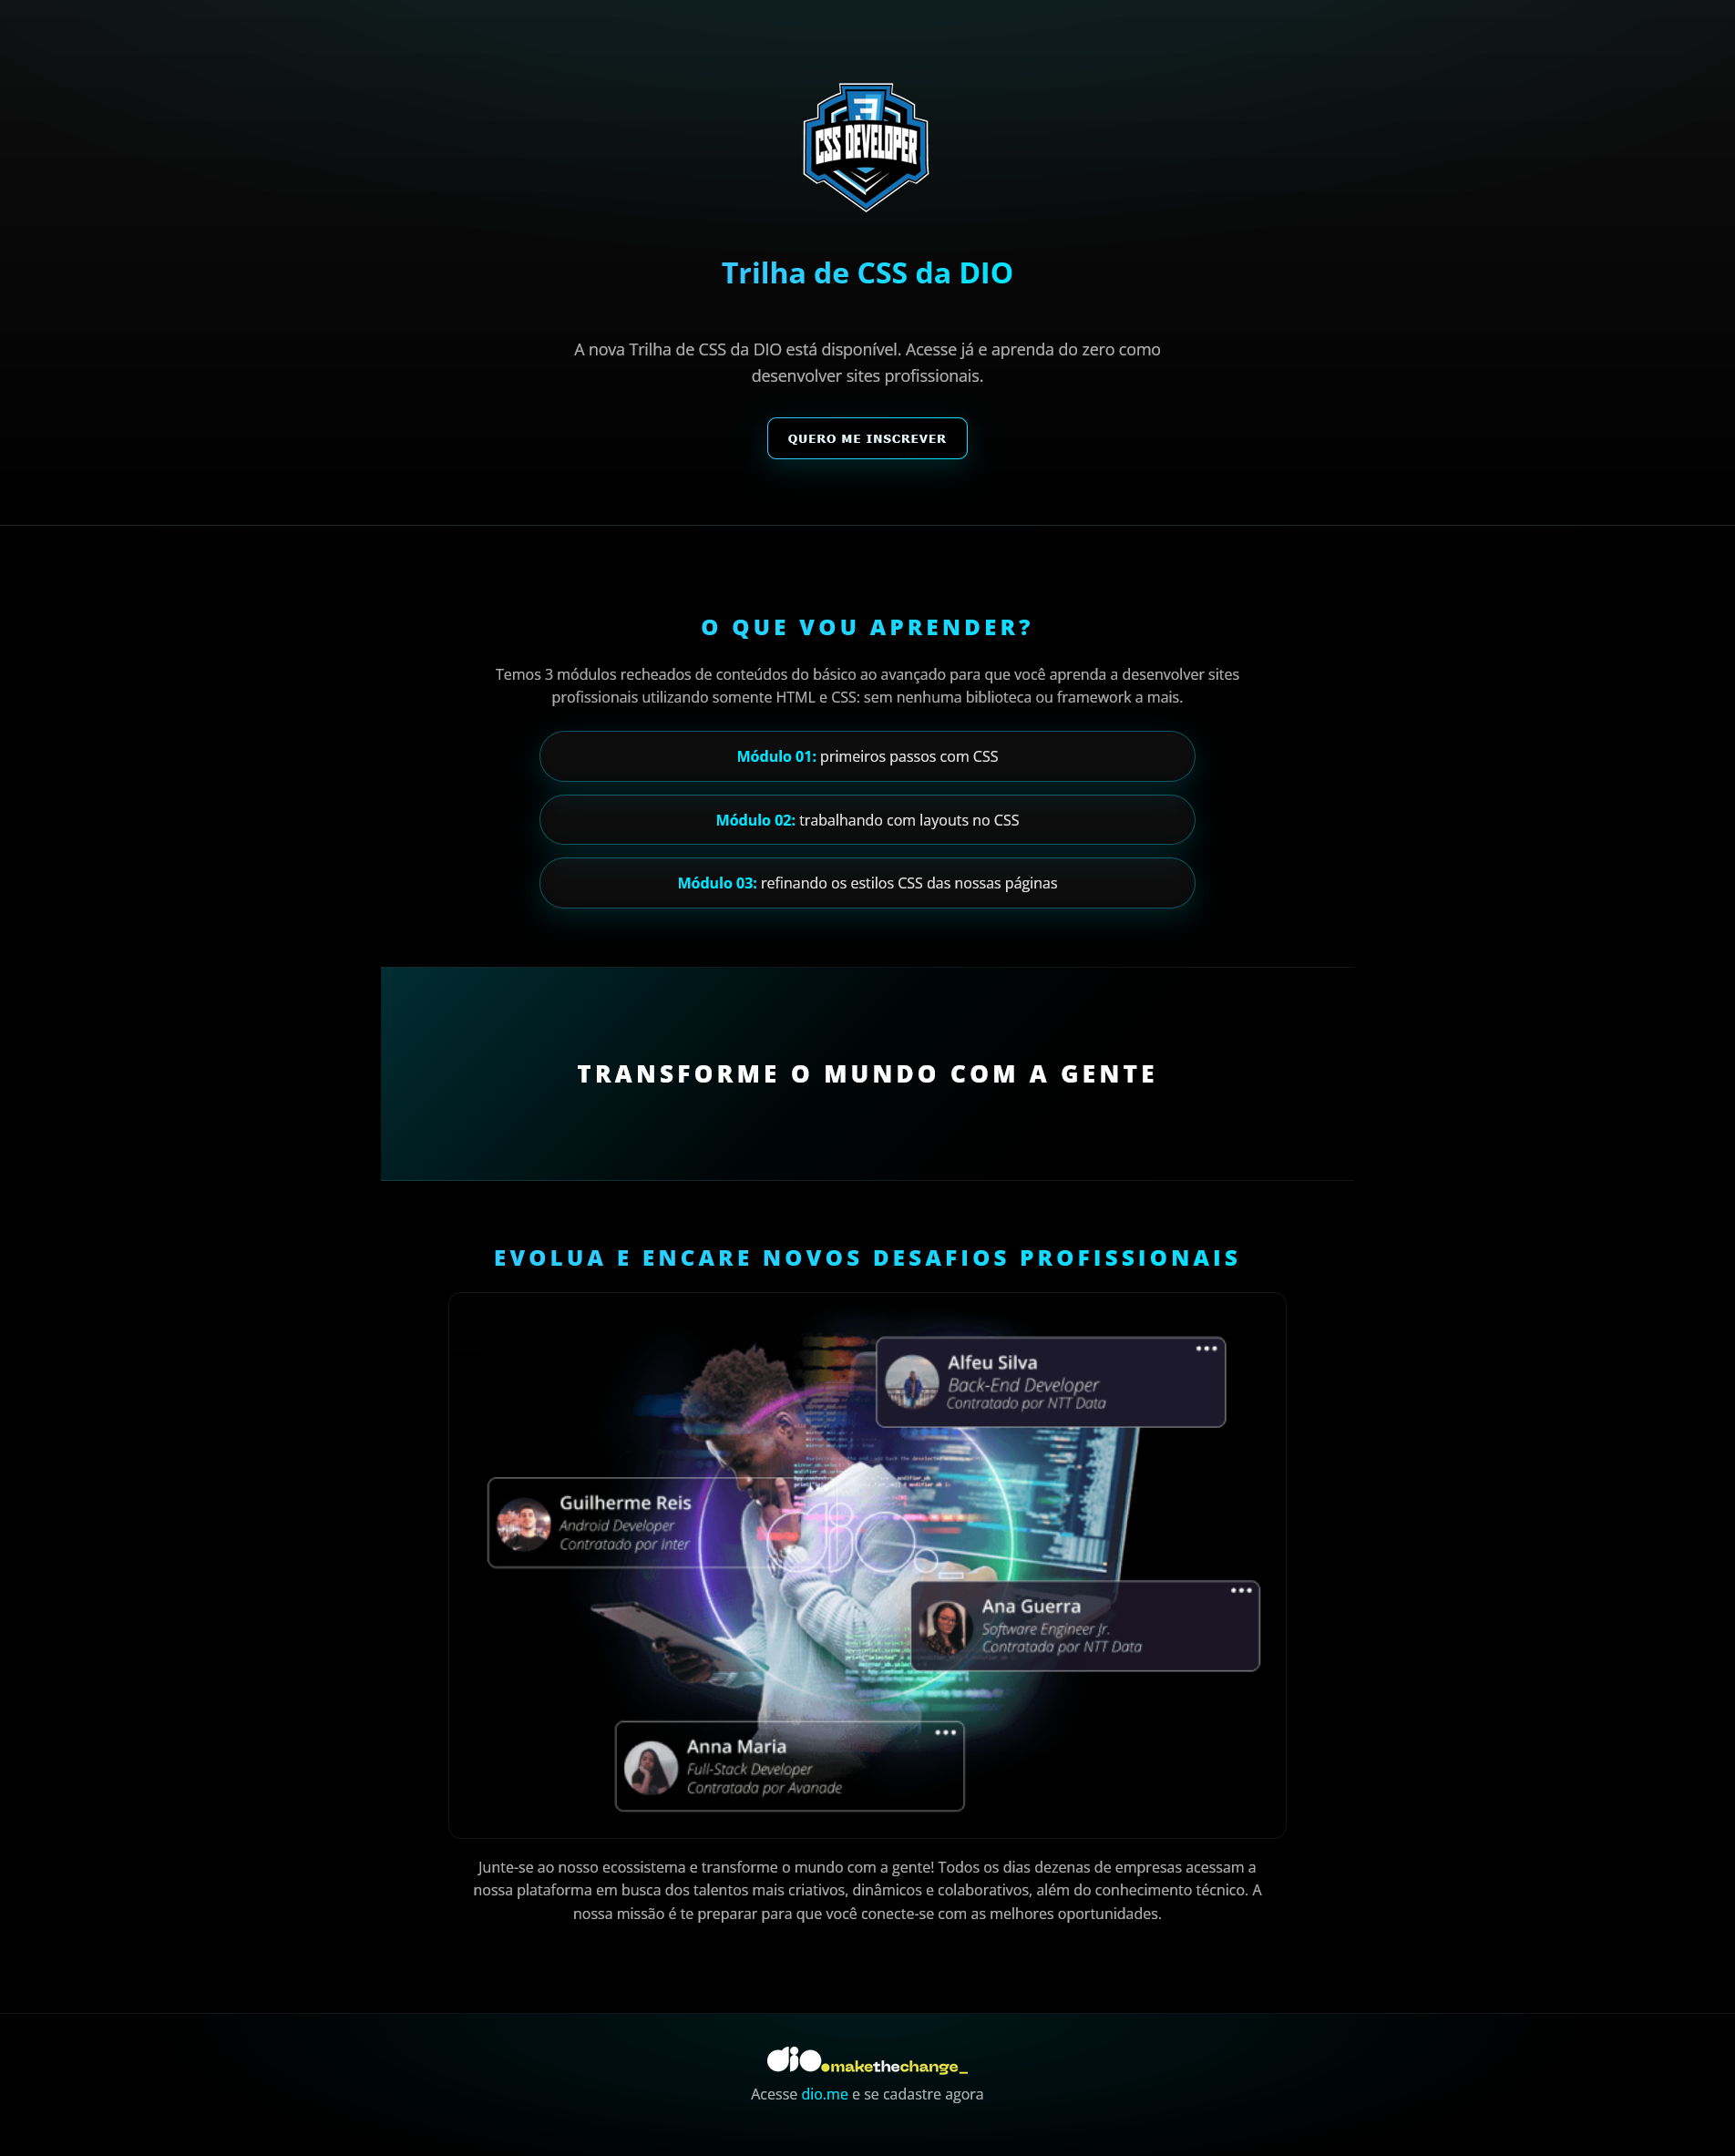 3
CSS DEVELOPER
Trilha de CSS da DIO
A nova Trilha de CSS da DIO está disponível. Acesse já e aprenda do zero como
desenvolver sites profissionais.
QUERO ME INSCREVER
O QUE VOU APRENDER?
Temos 3 módulos recheados de conteúdos do básico ao avançado para que você aprenda a desenvolver sites
profissionais utilizando somente HTML e CSS: sem nenhuma biblioteca ou framework a mais.
Módulo 01: primeiros passos com CSS
Módulo 02: trabalhando com layouts no CSS
Módulo 03: refinando os estilos CSS das nossas páginas
TRANSFORME O MUNDO COM A GENTE
EVOLUA E ENCARE NOVOS DESAFIOS PROFISSIONAIS
Alfeu Silva
Back-End Developer
Contratado por NTT Data
Guilherme Reis
Android Developer
Contratado por Inter
dio._
Ana Guerra
Software Engineer Jr.
Contratada por NTT Data
Anna Maria
Full-Stack Developer
Contratada por Avanade
Junte-se ao nosso ecossistema e transforme o mundo com a gente! Todos os dias dezenas de empresas acessam a
nossa plataforma em busca dos talentos mais criativos, dinâmicos e colaborativos, além do conhecimento técnico. A
nossa missão é te preparar para que você conecte-se com as melhores oportunidades.
dio.makethechange_
Acesse dio.me e se cadastre agora